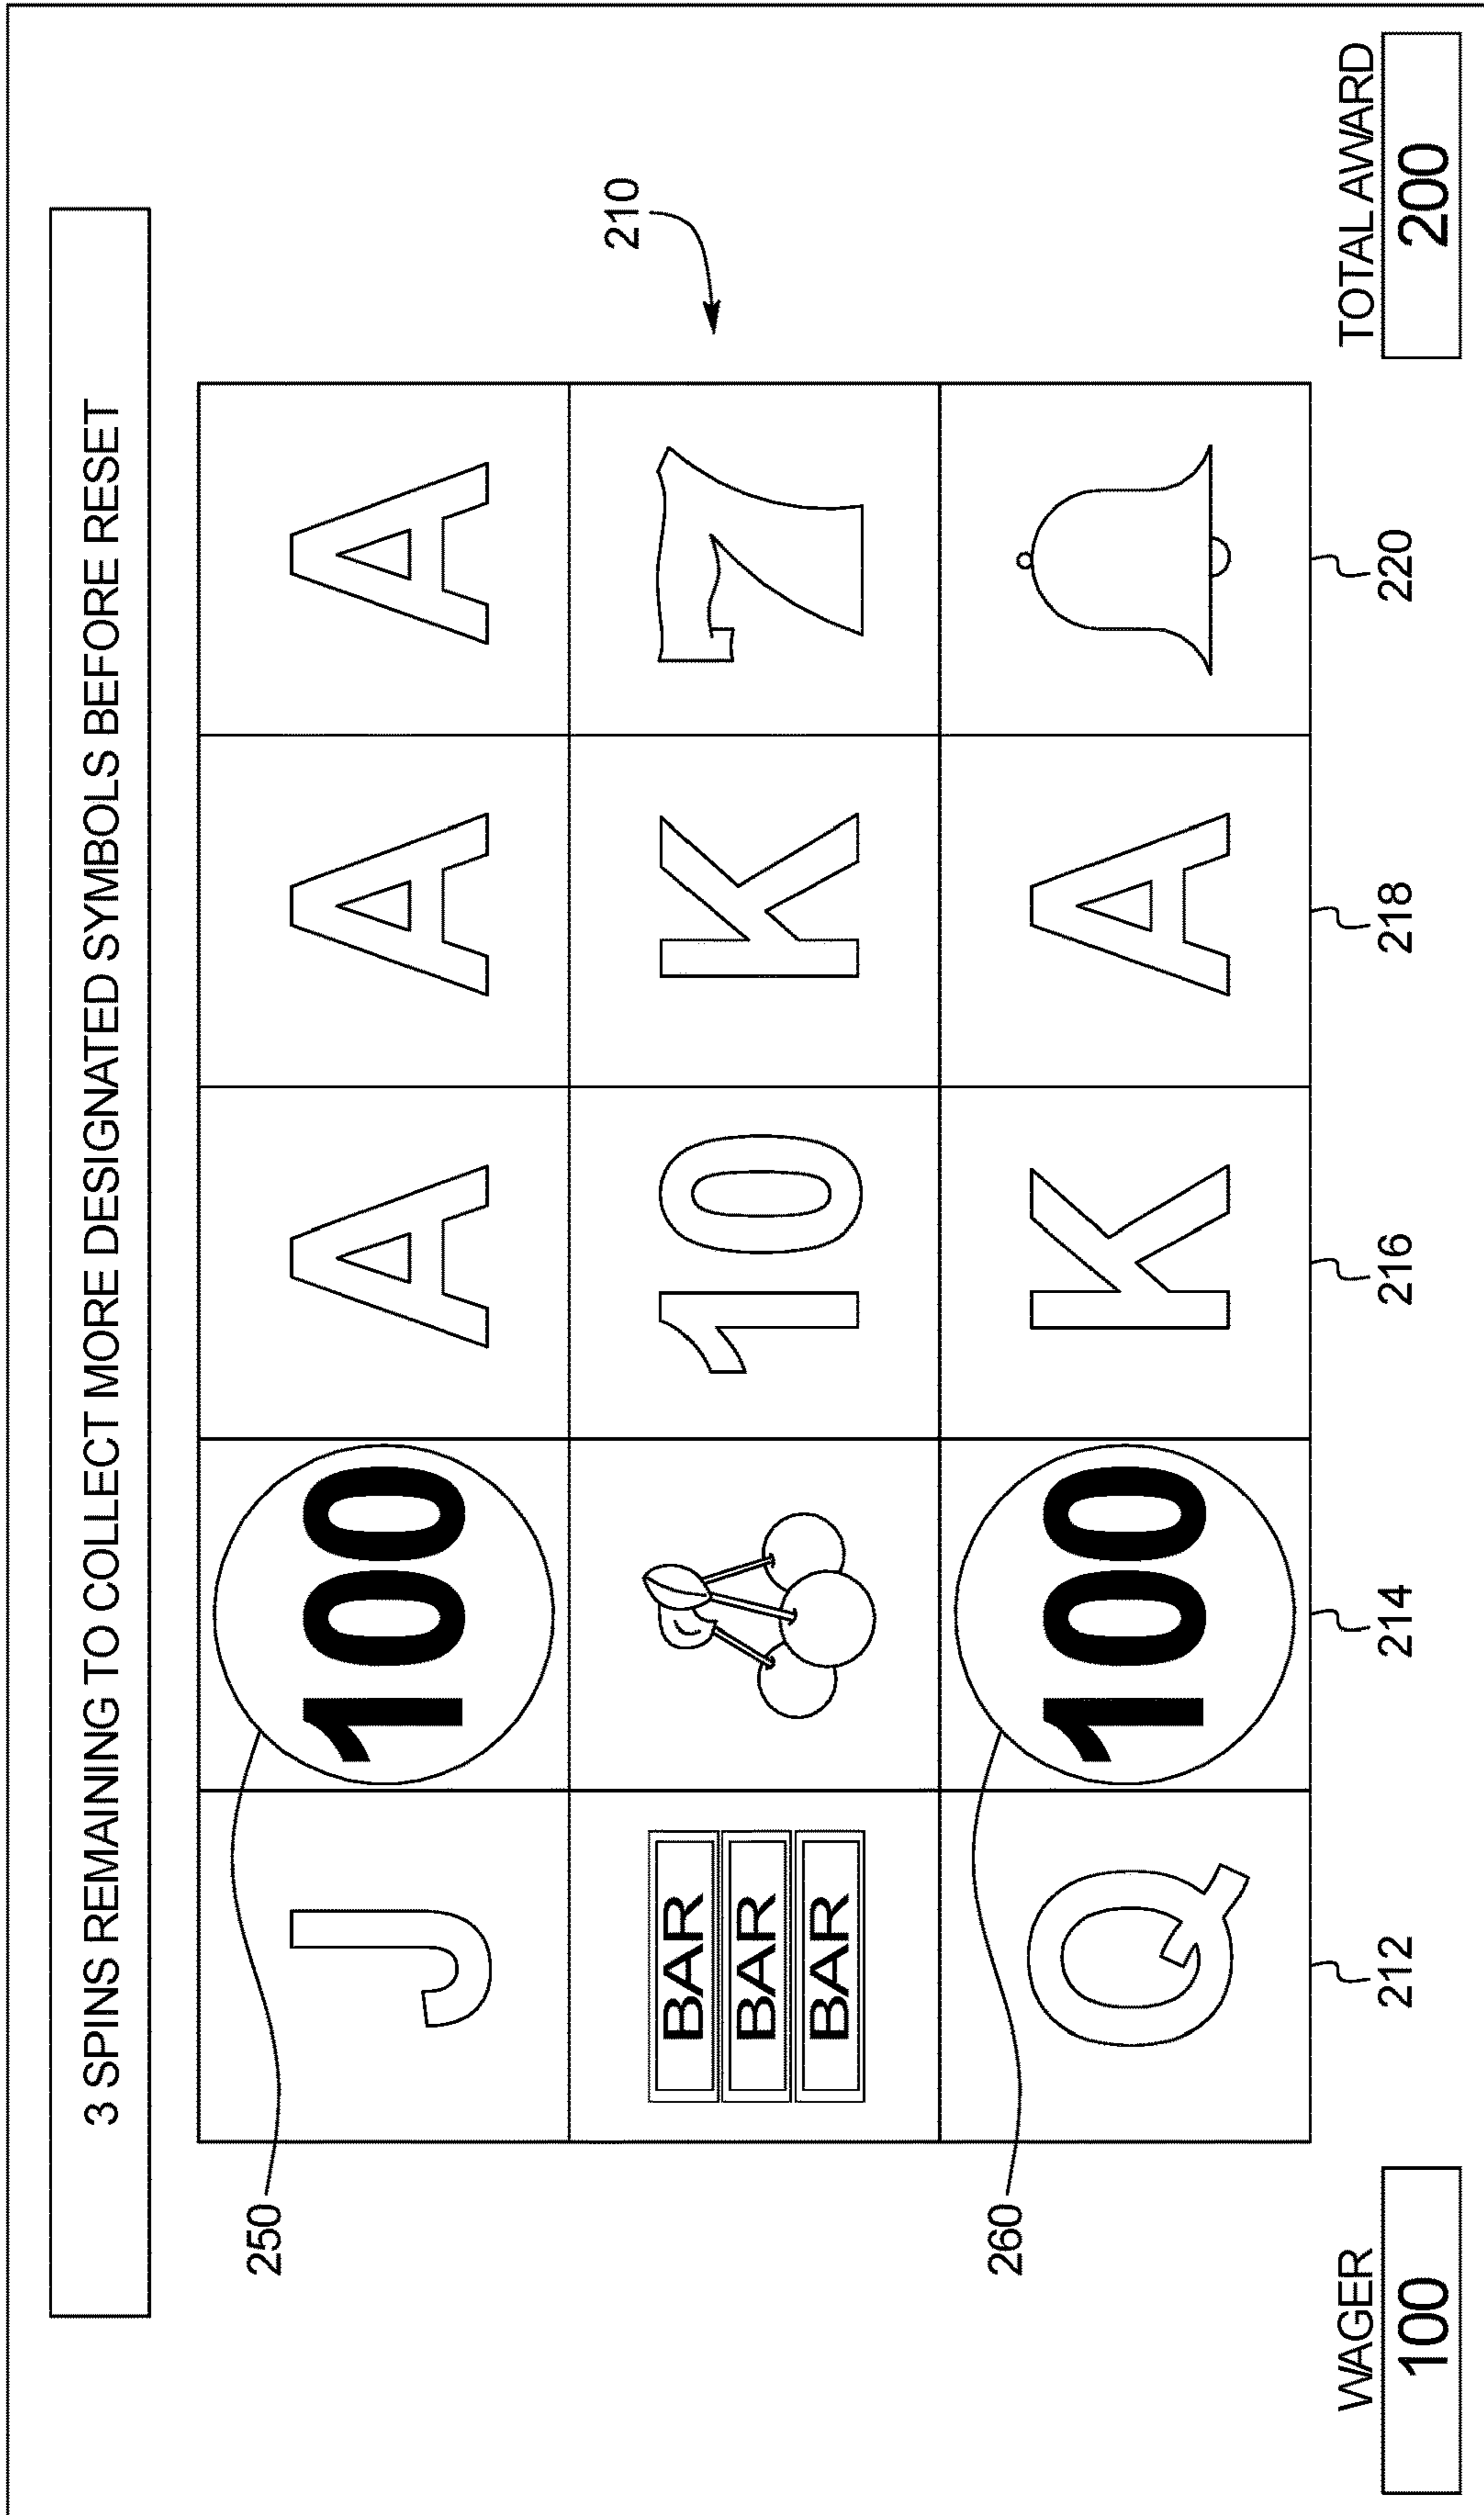 3 SPINS REMAINING TO COLLECT MORE DESIGNATED SYMBOLS BEFORE RESET
210
250
J 100 A A A
BAR 10 K 7
BAR
BAR
260
Q 100 K A
212 214 216 218 220
WAGER TOTAL AWARD
100 200